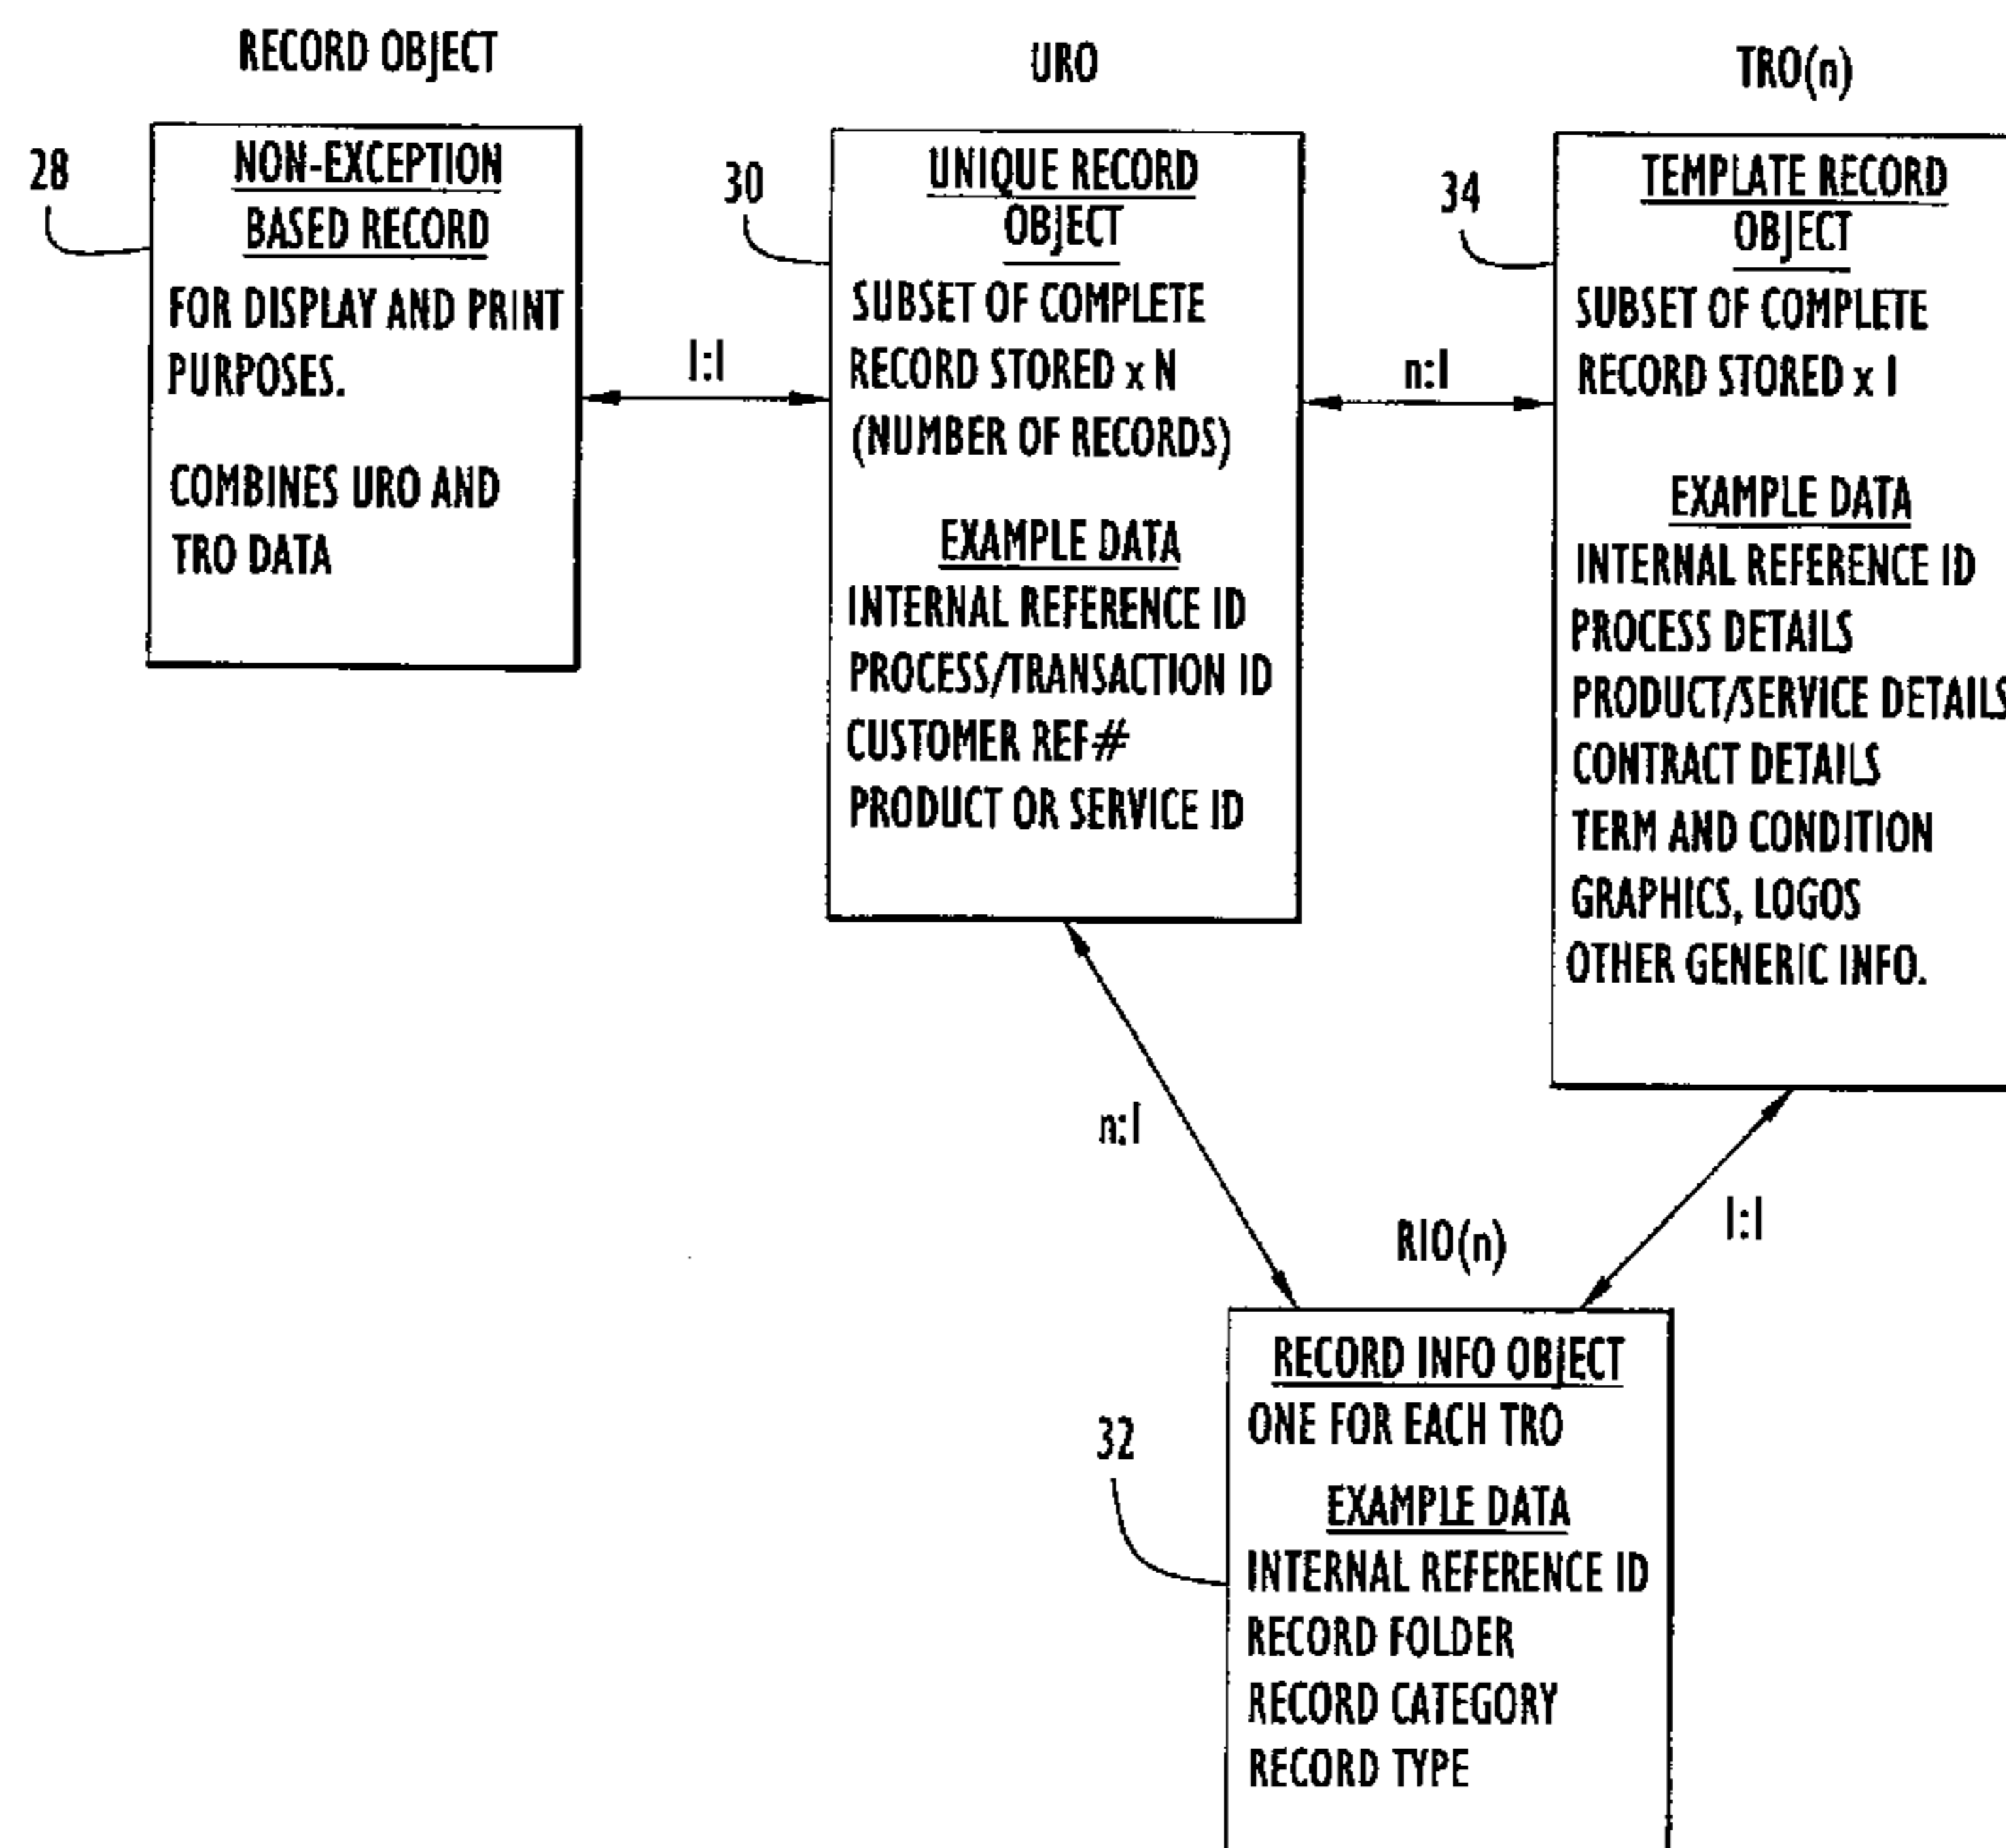 RECORD OBJECT
28
NON-EXCEPTION
BASED RECORD
FOR DISPLAY AND PRINT
PURPOSES.
COMBINES URO AND
TRO DATA
1:1
URO
30
UNIQUE RECORD
OBJECT
SUBSET OF COMPLETE
RECORD STORED x N
(NUMBER OF RECORDS)
EXAMPLE DATA
INTERNAL REFERENCE ID
PROCESS/TRANSACTION ID
CUSTOMER REF#
PRODUCT OR SERVICE ID
n:1
TRO(n)
34
TEMPLATE RECORD
OBJECT
SUBSET OF COMPLETE
RECORD STORED x 1
EXAMPLE DATA
INTERNAL REFERENCE ID
PROCESS DETAILS
PRODUCT/SERVICE DETAILS
CONTRACT DETAILS
TERM AND CONDITION
GRAPHICS, LOGOS
OTHER GENERIC INFO.
n:1
1:1
RIO(n)
32
RECORD INFO OBJECT
ONE FOR EACH TRO
EXAMPLE DATA
INTERNAL REFERENCE ID
RECORD FOLDER
RECORD CATEGORY
RECORD TYPE